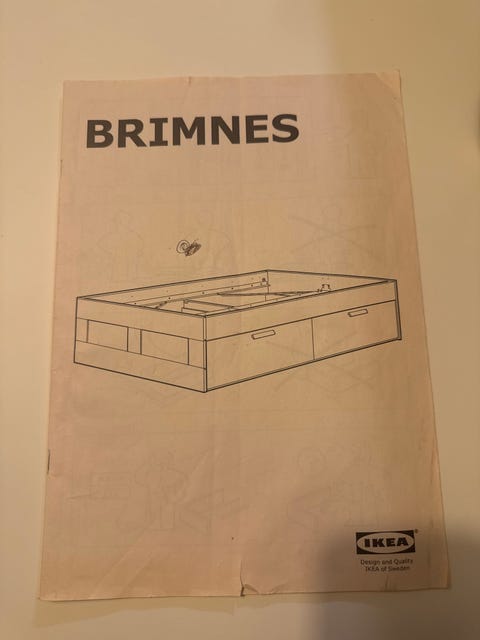 BRIMNES
IKEA
Design and Quality
IKEA of Sweden